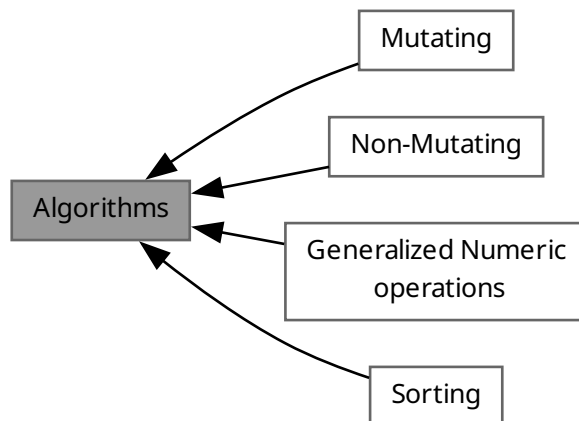 Mutating
Non-Mutating
Algorithms
Generalized Numeric
operations
Sorting